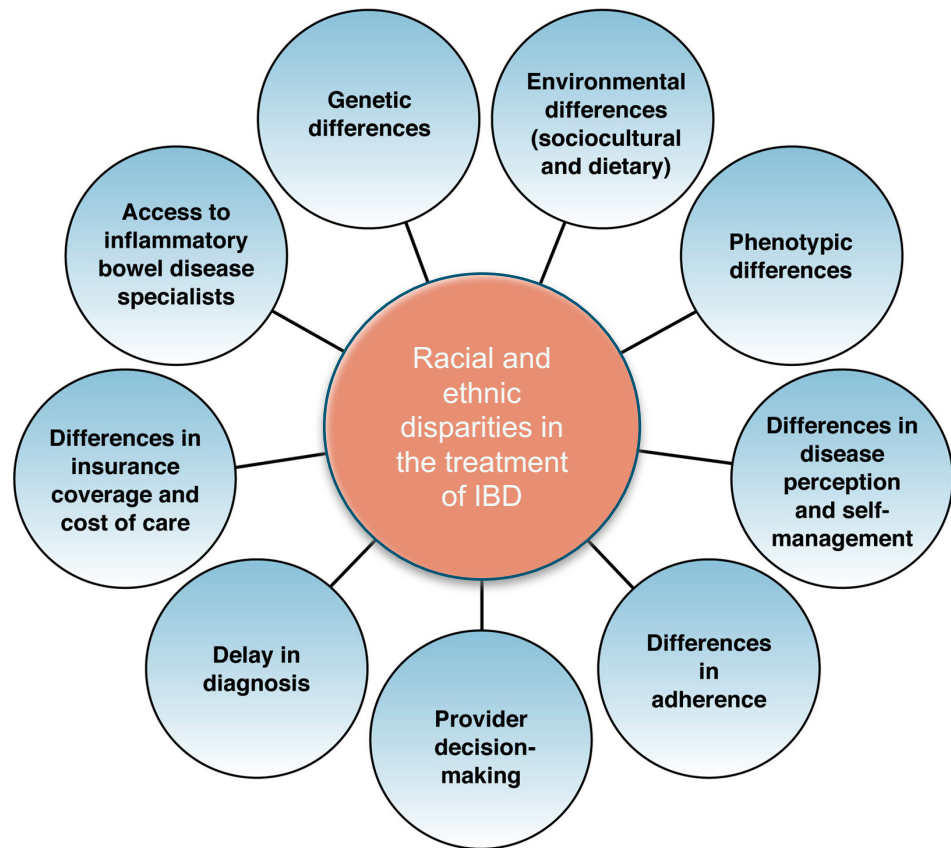 Genetic
differences
Environmental
differences
(sociocultural
and dietary)
Phenotypic
differences
Differences in
disease
perception
and self-
management
Differences
in
adherence
Provider
decision-
making
Delay in
diagnosis
Differences in
insurance
coverage and
cost of care
Access to
inflammatory
bowel disease
specialists
Racial and
ethnic
disparities in
the treatment
of IBD